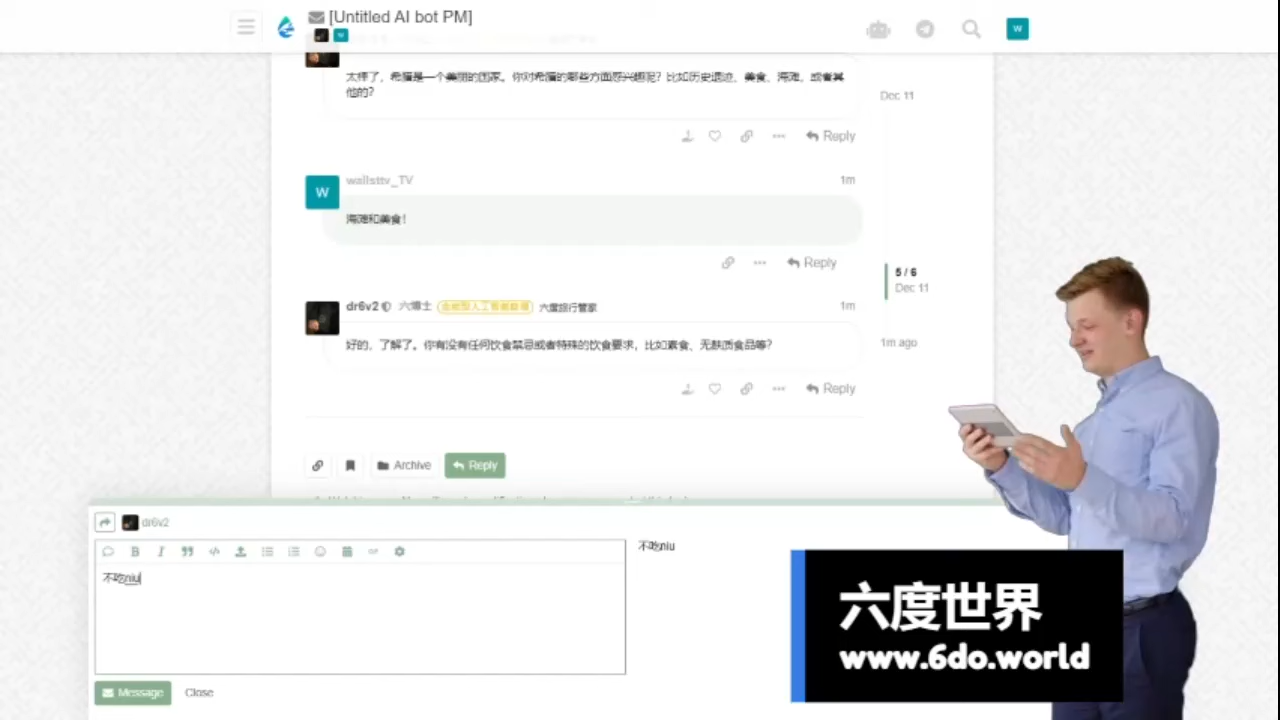 [Untitled AI bot PM]
W
W
太棒了，希腊是一个美丽的国家。你对希腊的哪些方面感兴趣呢？比如历史遗迹、美食、海滩，或者其
他的？
Dec 11
Reply
W
wallsttv_TV
1m
海滩和美食！
Reply
5 / 6
Dec 11
dr6v2 六博士 六度旅行管家
1m
好的，了解了。你有没有任何饮食禁忌或者特殊的饮食要求，比如素食、无麸质食品等？
1m ago
Reply
Archive
Reply
dr6v2
不吃niu
不吃niu
六度世界
www.6do.world
Message
Close